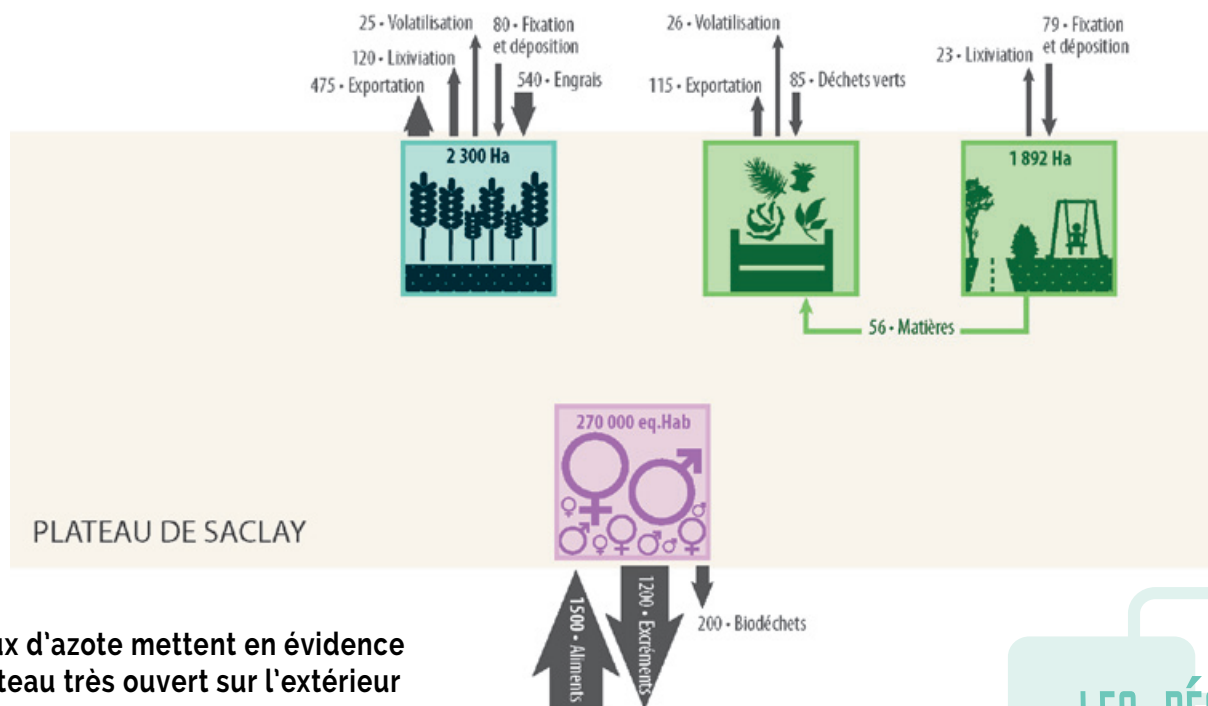 25 • Volatilisation
120 • Lixiviation
475 • Exportation
80 • Fixation
et déposition
540 • Engrais
26 • Volatilisation
115 • Exportation
85 • Déchets verts
79 • Fixation
et déposition
23 • Lixiviation
2 300 Ha
1 892 Ha
56 • Matières
270 000 eq.Hab
PLATEAU DE SACLAY
1500 • Aliments
1200 • Excréments
200 • Biodéchets
ux d'azote mettent en évidence
teau très ouvert sur l'extérieur